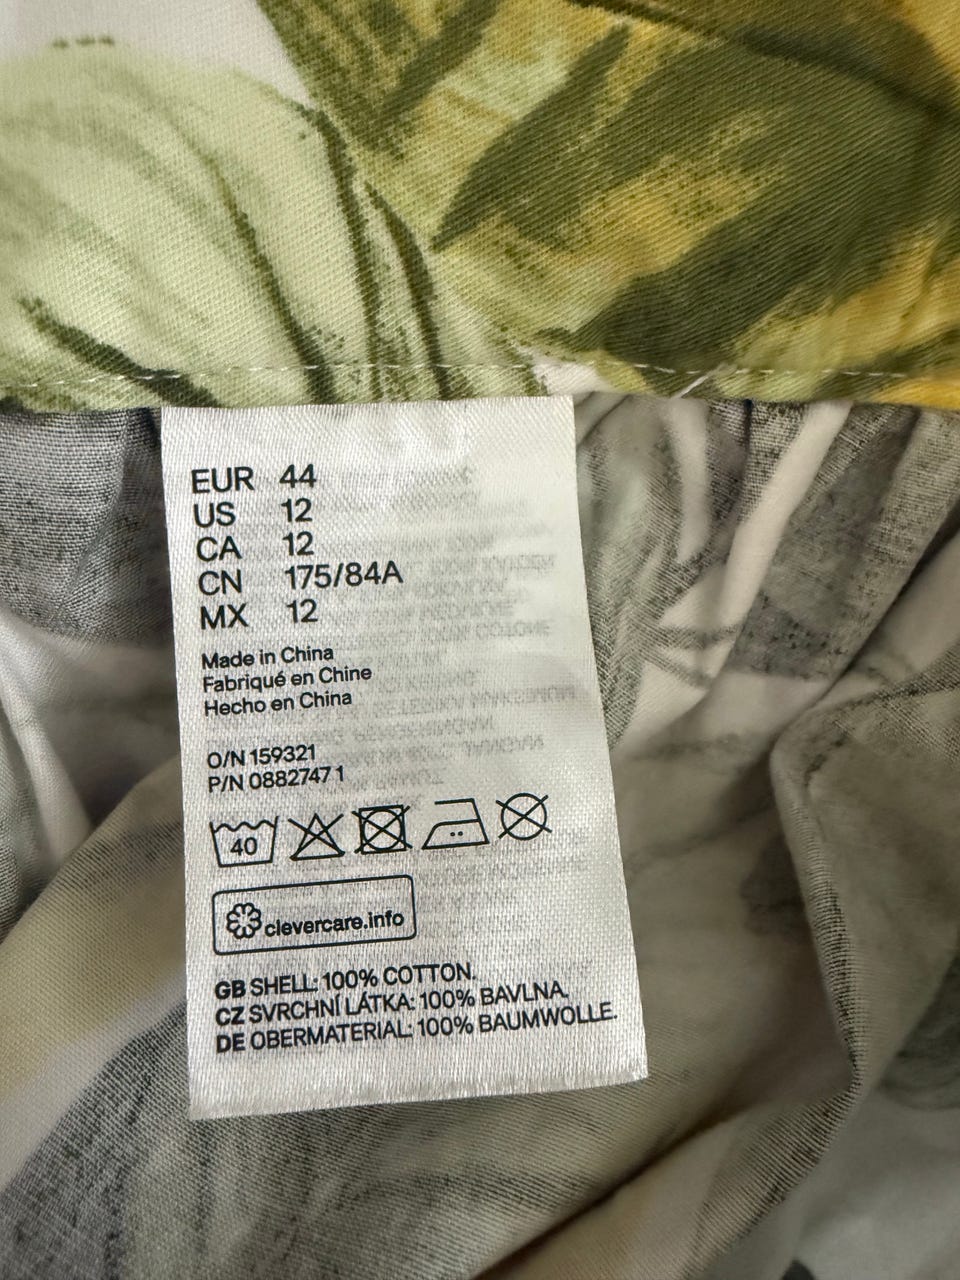 EUR 44
US 12
CA 12
CN 175/84A
MX 12
Made in China
Fabriqué en Chine
Hecho en China
O/N 159321
P/N 0882747 1
40
clevercare.info
GB SHELL: 100% COTTON.
CZ SVRCHNÍ LÁTKA: 100% BAVLNA.
DE OBERMATERIAL: 100% BAUMWOLLE.